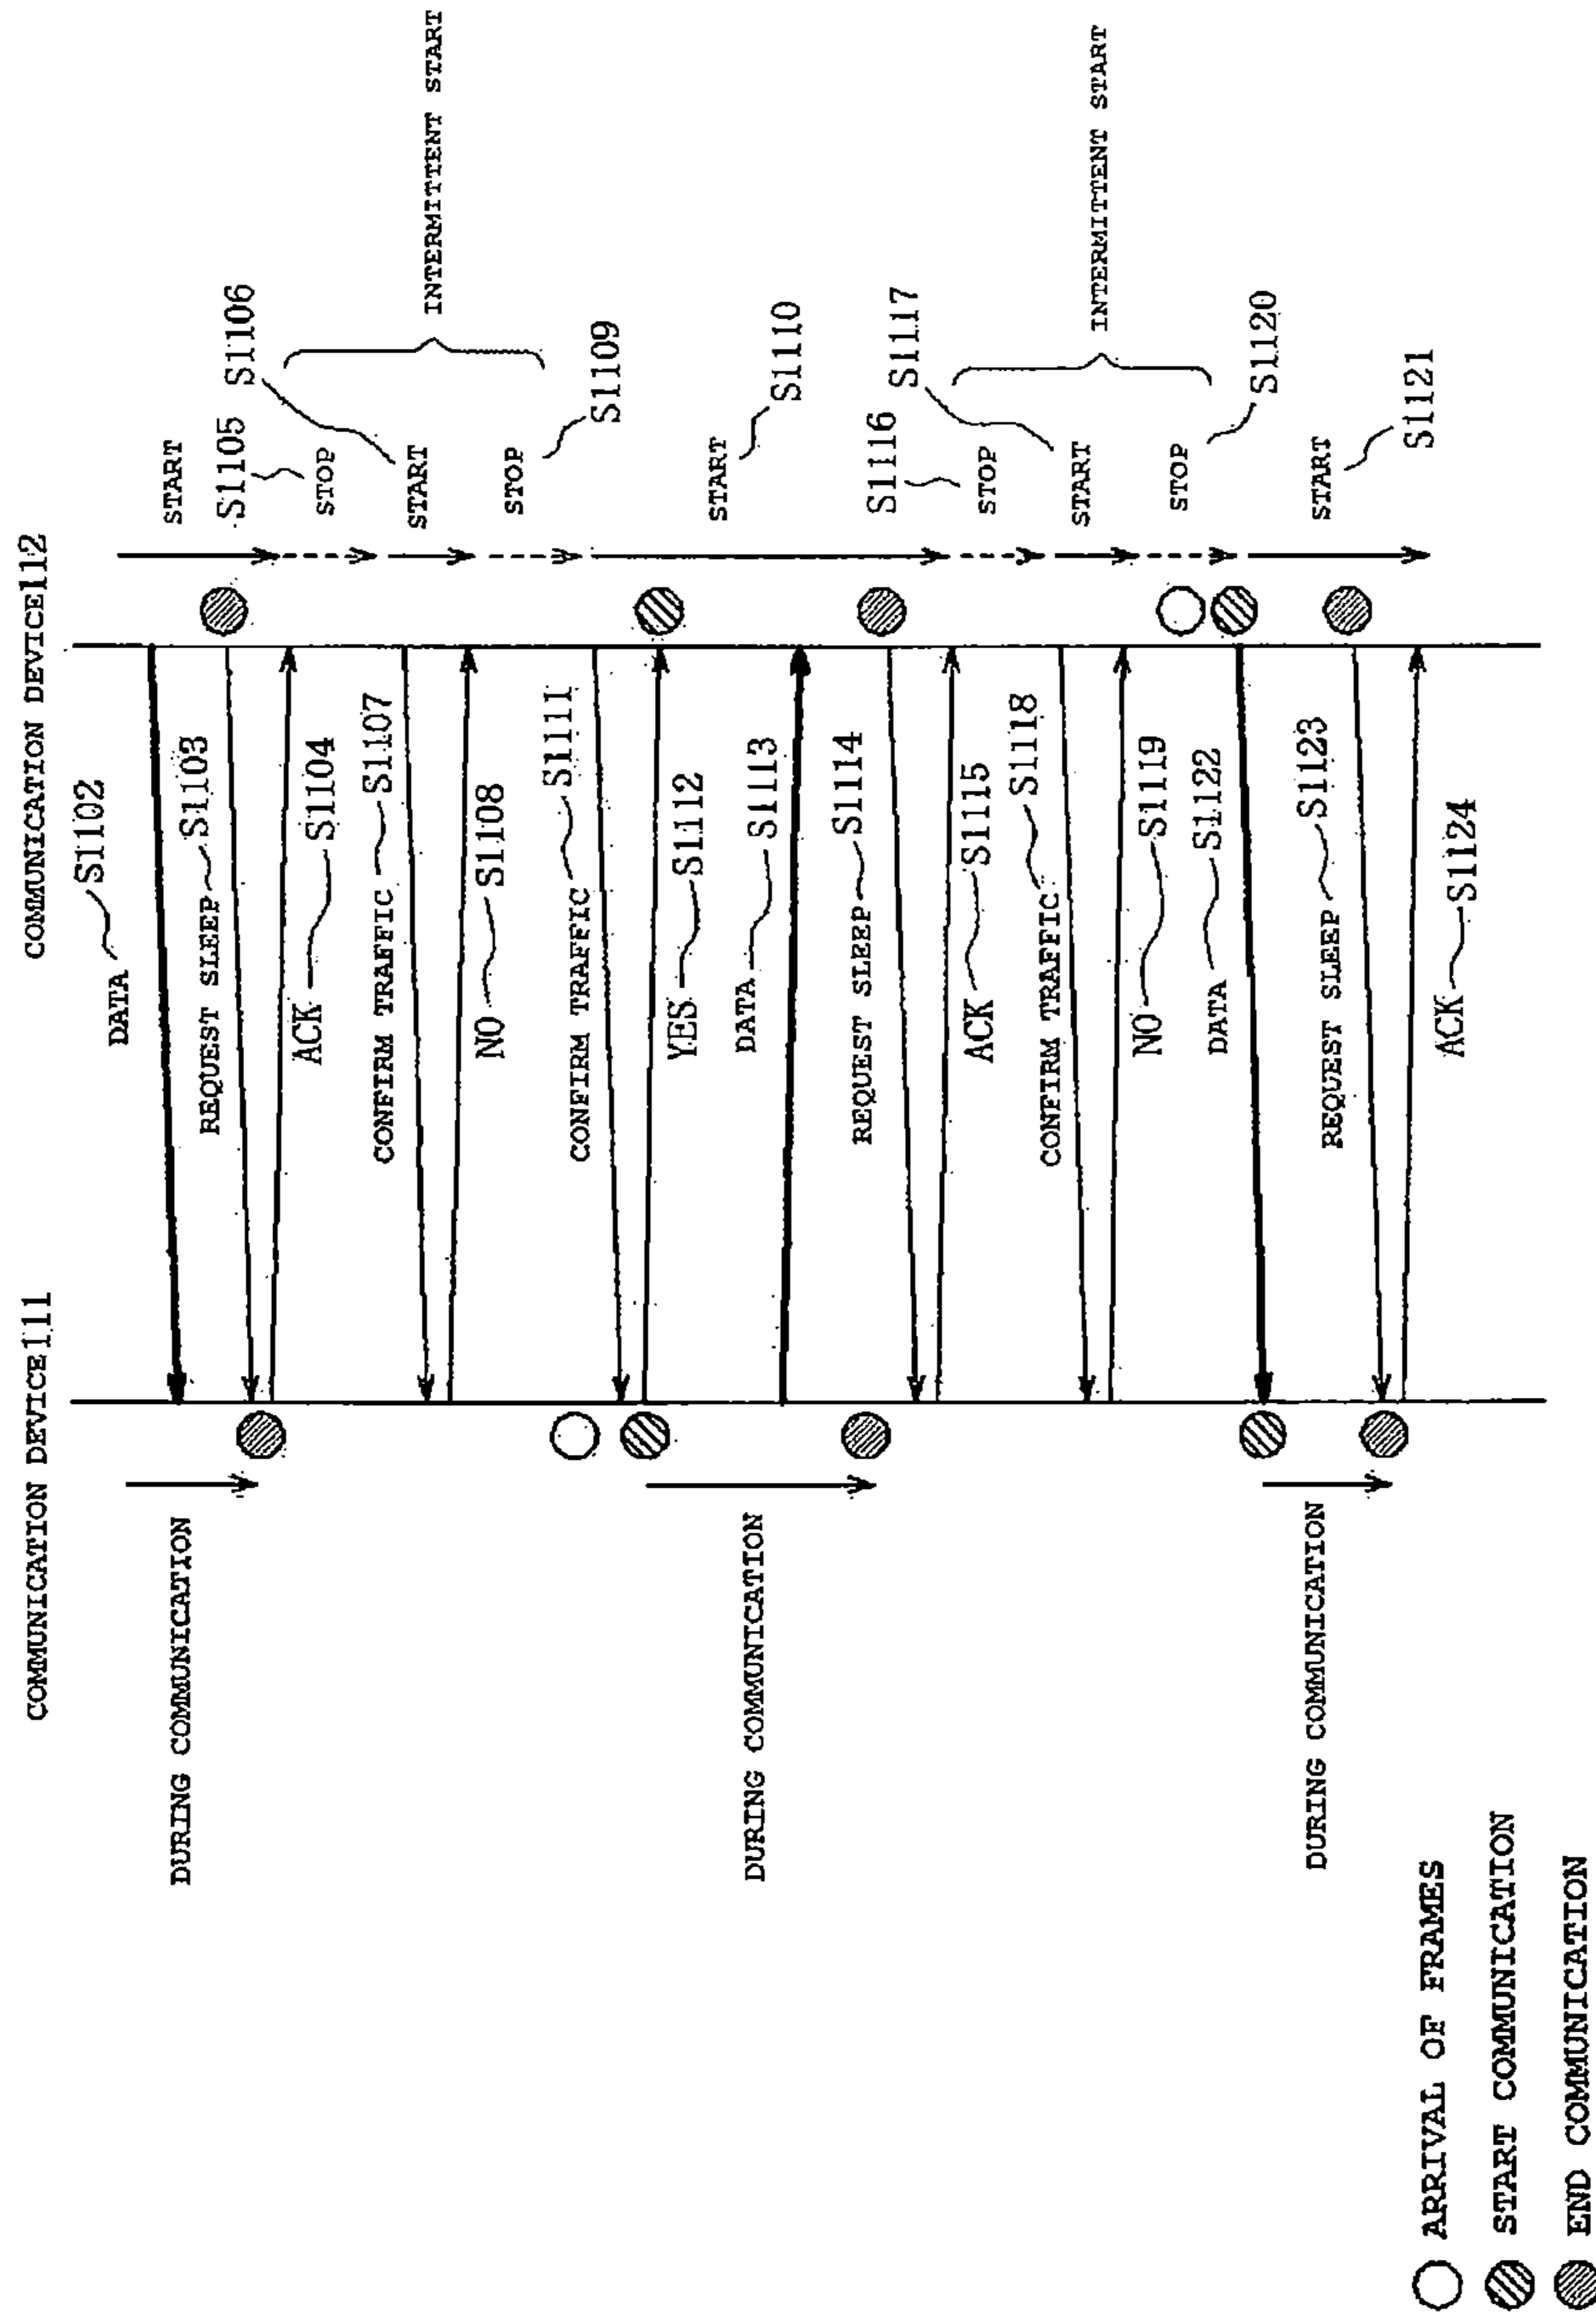 COMMUNICATION DEVICE111
COMMUNICATION DEVICE112
DATA
S1102
START
DURING COMMUNICATION
REQUEST SLEEP
S1103
S1105
S1106
ACK
S1104
STOP
CONFIRM TRAFFIC
S1107
START
INTERMITTENT START
NO
S1108
STOP
S1109
CONFIRM TRAFFIC
S1111
YES
S1112
START
S1110
DURING COMMUNICATION
DATA
S1113
REQUEST SLEEP
S1114
S1116
S1117
ACK
S1115
STOP
CONFIRM TRAFFIC
S1118
START
INTERMITTENT START
NO
S1119
STOP
S1120
DATA
S1122
DURING COMMUNICATION
REQUEST SLEEP
S1123
START
S1121
ACK
S1124
ARRIVAL OF FRAMES
START COMMUNICATION
END COMMUNICATION